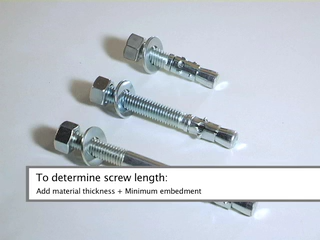 To determine screw length:
Add material thickness + Minimum embedment